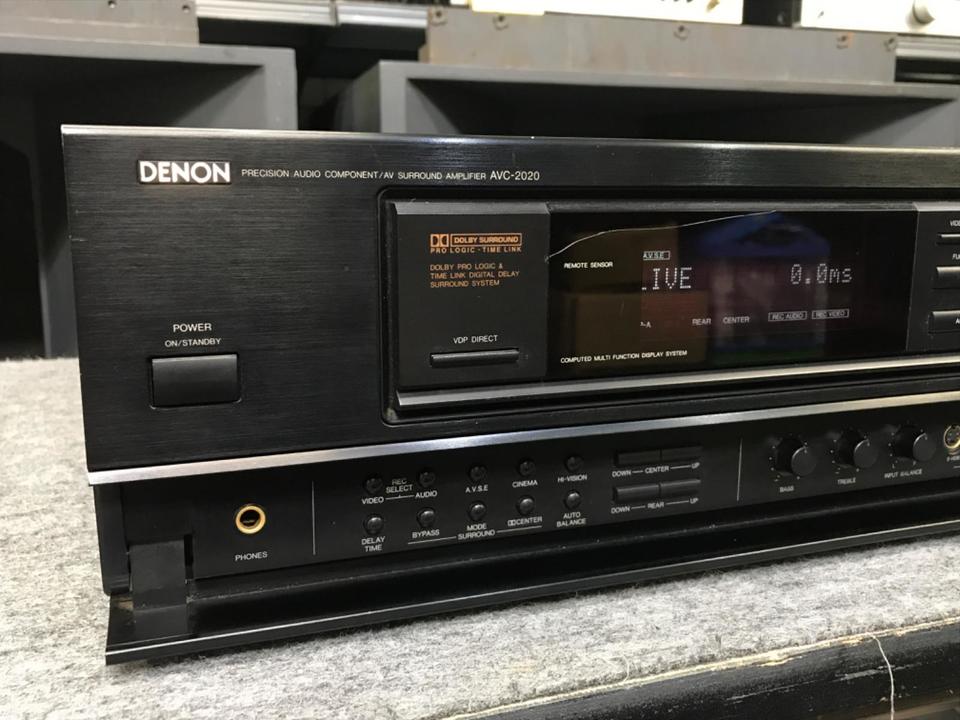 DENON PRECISION AUDIO COMPONENT/AV SURROUND AMPLIFIER AVC-2020
DOLBY SURROUND
PRO LOGIC · TIME LINK
DOLBY PRO LOGIC &
TIME LINK DIGITAL DELAY
SURROUND SYSTEM
VDP DIRECT
REMOTE SENSOR
A.V.S.E
IVE 0.0ms
REAR CENTER REC AUDIO REC VIDEO
COMPUTED MULTI FUNCTION DISPLAY SYSTEM
POWER
ON/STANDBY
PHONES
REC
SELECT
VIDEO AUDIO
A.V.S.E
CINEMA
HI-VISION
DOWN CENTER UP
DELAY
TIME
BYPASS
MODE
SURROUND
CENTER
AUTO
BALANCE
DOWN REAR UP
BASS
TREBLE
INPUT BALANCE